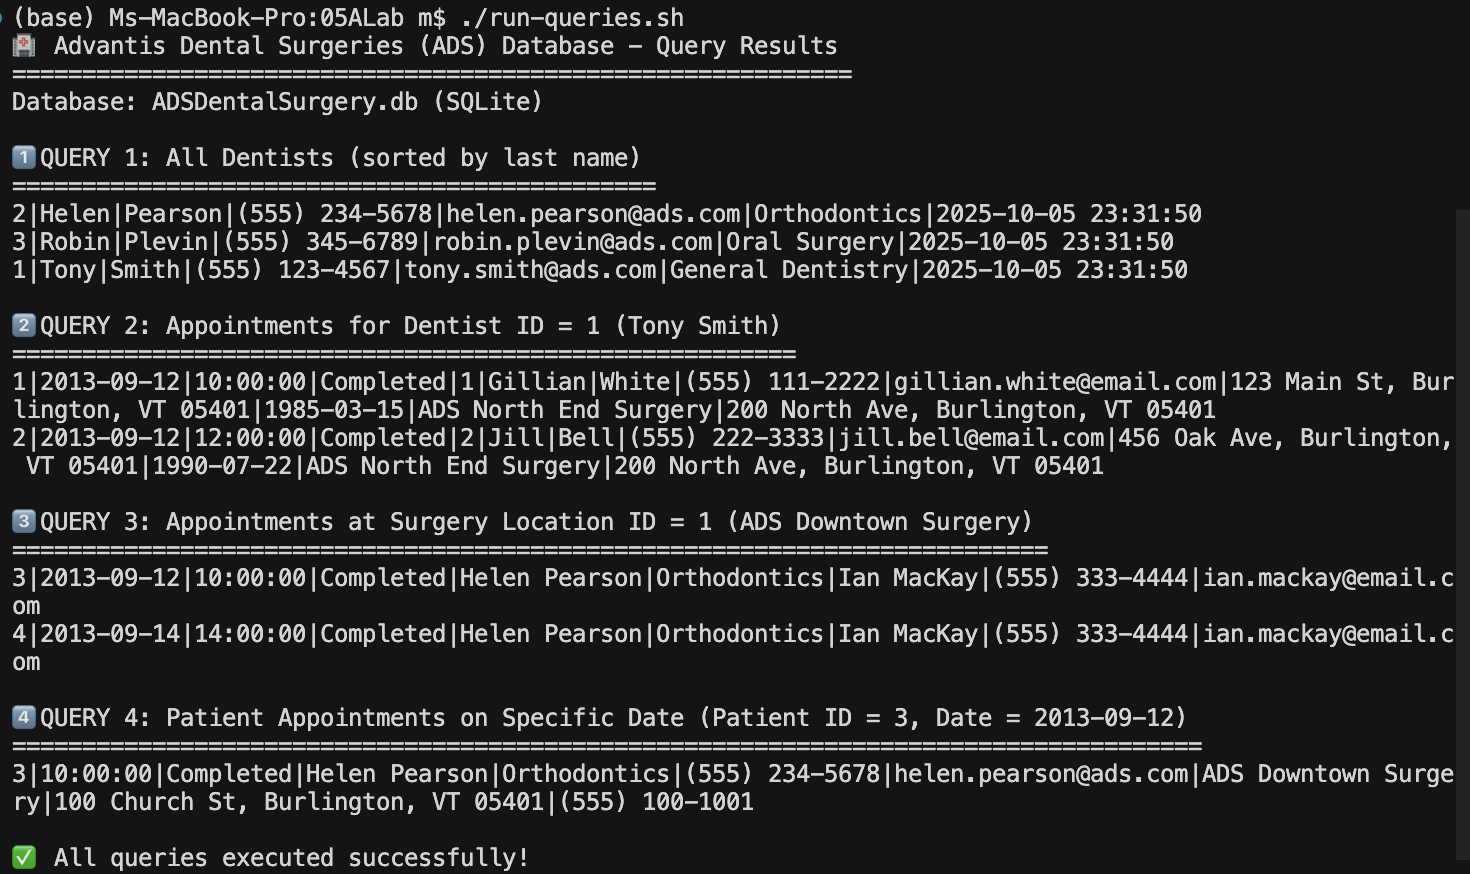 (base) Ms-MacBook-Pro:05ALab m$ ./run-queries.sh
🏥 Advantis Dental Surgeries (ADS) Database – Query Results
============================================================
Database: ADSDentalSurgery.db (SQLite)
1️⃣QUERY 1: All Dentists (sorted by last name)
==============================================
2|Helen|Pearson|(555) 234-5678|helen.pearson@ads.com|Orthodontics|2025-10-05 23:31:50
3|Robin|Plevin|(555) 345-6789|robin.plevin@ads.com|Oral Surgery|2025-10-05 23:31:50
1|Tony|Smith|(555) 123-4567|tony.smith@ads.com|General Dentistry|2025-10-05 23:31:50
2️⃣QUERY 2: Appointments for Dentist ID = 1 (Tony Smith)
========================================================
1|2013-09-12|10:00:00|Completed|1|Gillian|White|(555) 111-2222|gillian.white@email.com|123 Main St, Bur
lington, VT 05401|1985-03-15|ADS North End Surgery|200 North Ave, Burlington, VT 05401
2|2013-09-12|12:00:00|Completed|2|Jill|Bell|(555) 222-3333|jill.bell@email.com|456 Oak Ave, Burlington,
 VT 05401|1990-07-22|ADS North End Surgery|200 North Ave, Burlington, VT 05401
3️⃣QUERY 3: Appointments at Surgery Location ID = 1 (ADS Downtown Surgery)
==========================================================================
3|2013-09-12|10:00:00|Completed|Helen Pearson|Orthodontics|Ian MacKay|(555) 333-4444|ian.mackay@email.c
om
4|2013-09-14|14:00:00|Completed|Helen Pearson|Orthodontics|Ian MacKay|(555) 333-4444|ian.mackay@email.c
om
4️⃣QUERY 4: Patient Appointments on Specific Date (Patient ID = 3, Date = 2013-09-12)
=====================================================================================
3|10:00:00|Completed|Helen Pearson|Orthodontics|(555) 234-5678|helen.pearson@ads.com|ADS Downtown Surge
ry|100 Church St, Burlington, VT 05401|(555) 100-1001
✅ All queries executed successfully!